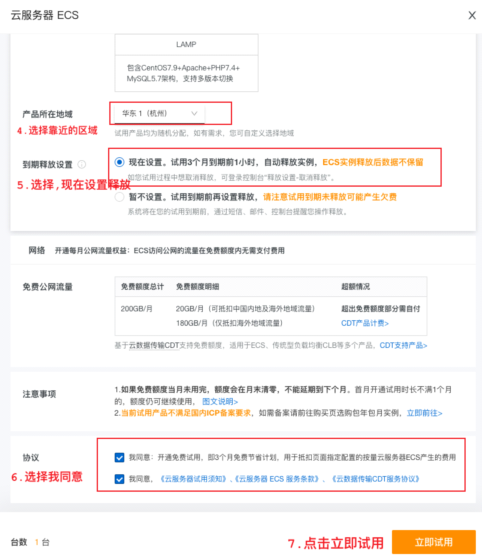 云服务器 ECS
LAMP
包含CentOS7.9+Apache+PHP7.4+
MySQL5.7架构，支持多版本切换
产品所在地域
华东 1（杭州）
4.选择靠近的区域
试用产品均为随机分配，如有需求，您可自定义选择地域
到期释放设置
现在设置。试用3个月到期前1小时，自动释放实例，ECS实例释放后数据不保留
如您试用过程中想取消释放，可登录控制台“释放设置-取消释放”。
5.选择,现在设置释放
暂不设置。试用到期前再设置释放。请注意试用到期未释放可能产生欠费
系统将在您的试用到期前，通过短信、邮件、控制台提醒您操作释放。
网络 开通每月公网流量权益：ECS访问公网的流量在免费额度内无需支付费用
免费公网流量
免费额度总计 免费额度明细 超额情况
200GB/月 20GB/月（可抵扣中国内地及海外地域流量） 超出免费额度部分需自付
180GB/月（仅抵扣海外地域流量） CDT产品计费>
基于云数据传输CDT支持免费额度，适用于ECS、传统型负载均衡CLB等多个产品，CDT支持产品>
注意事项
1.如果免费额度当月未用完，额度会在月末清零，不能延期到下个月。首月开通试用时长不满1个月
的，额度仍可继续使用， 图文说明>
2.当前试用产品不满足国内ICP备案要求，如需备案请前往购买页选购包年包月实例，立即前往>
协议
我同意：开通免费试用，即3个月免费节省计划，用于抵扣页面指定配置的按量云服务器ECS产生的费用
6.选择我同意
我同意，《云服务器试用须知》、《云服务器 ECS 服务条款》、《云数据传输CDT服务协议》
台数 1 台
7.点击立即试用
立即试用